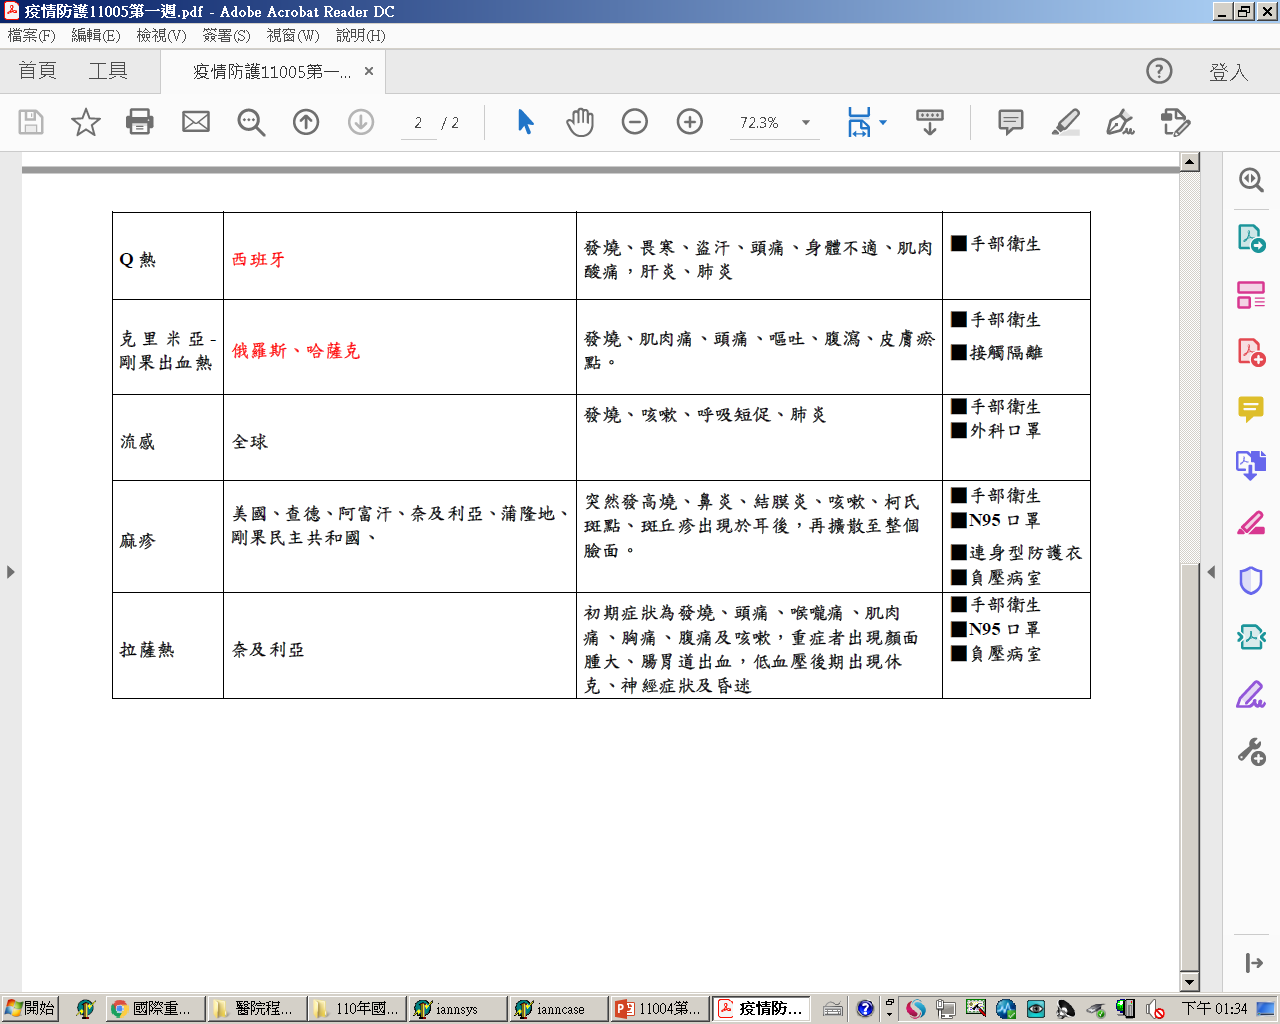 疫情防護11005第一週.pdf - Adobe Acrobat Reader DC
檔案(F) 編輯(E) 檢視(V) 簽署(S) 視窗(W) 說明(H)
首頁 工具 疫情防護11005第一... × ? 登入
2 / 2 72.3%
Q 熱
西班牙
發燒、畏寒、盜汗、頭痛、身體不適、肌肉
酸痛，肝炎、肺炎
■手部衛生
克里米亞-
剛果出血熱
俄羅斯、哈薩克
發燒、肌肉痛、頭痛、嘔吐、腹瀉、皮膚瘀
點。
■手部衛生
■接觸隔離
流感
全球
發燒、咳嗽、呼吸短促、肺炎
■手部衛生
■外科口罩
麻疹
美國、查德、阿富汗、奈及利亞、蒲隆地、
剛果民主共和國、
突然發高燒、鼻炎、結膜炎、咳嗽、柯氏
斑點、斑丘疹出現於耳後，再擴散至整個
臉面。
■手部衛生
■N95 口罩
■連身型防護衣
■負壓病室
拉薩熱
奈及利亞
初期症狀為發燒、頭痛、喉嚨痛、肌肉
痛、胸痛、腹痛及咳嗽，重症者出現顏面
腫大、腸胃道出血，低血壓後期出現休
克、神經症狀及昏迷
■手部衛生
■N95 口罩
■負壓病室
開始 國際重... 醫院程... 110年國... iannsys ianncase 11004第... 疫情防... 下午 01:34